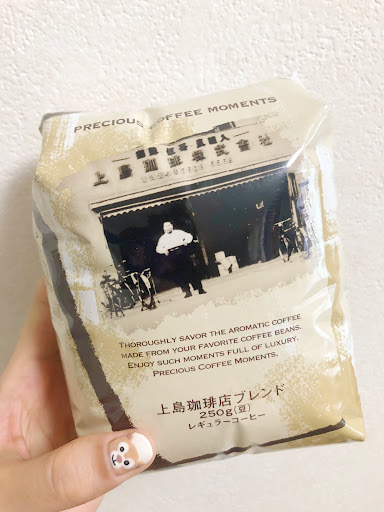 PRECIOUS COFFEE MOMENTS
上島珈琲株式会社
THOROUGHLY SAVOR THE AROMATIC COFFEE
MADE FROM YOUR FAVORITE COFFEE BEANS.
ENJOY SUCH MOMENTS FULL OF LUXURY.
PRECIOUS COFFEE MOMENTS.
上島珈琲店ブレンド
250g(豆)
レギュラーコーヒー